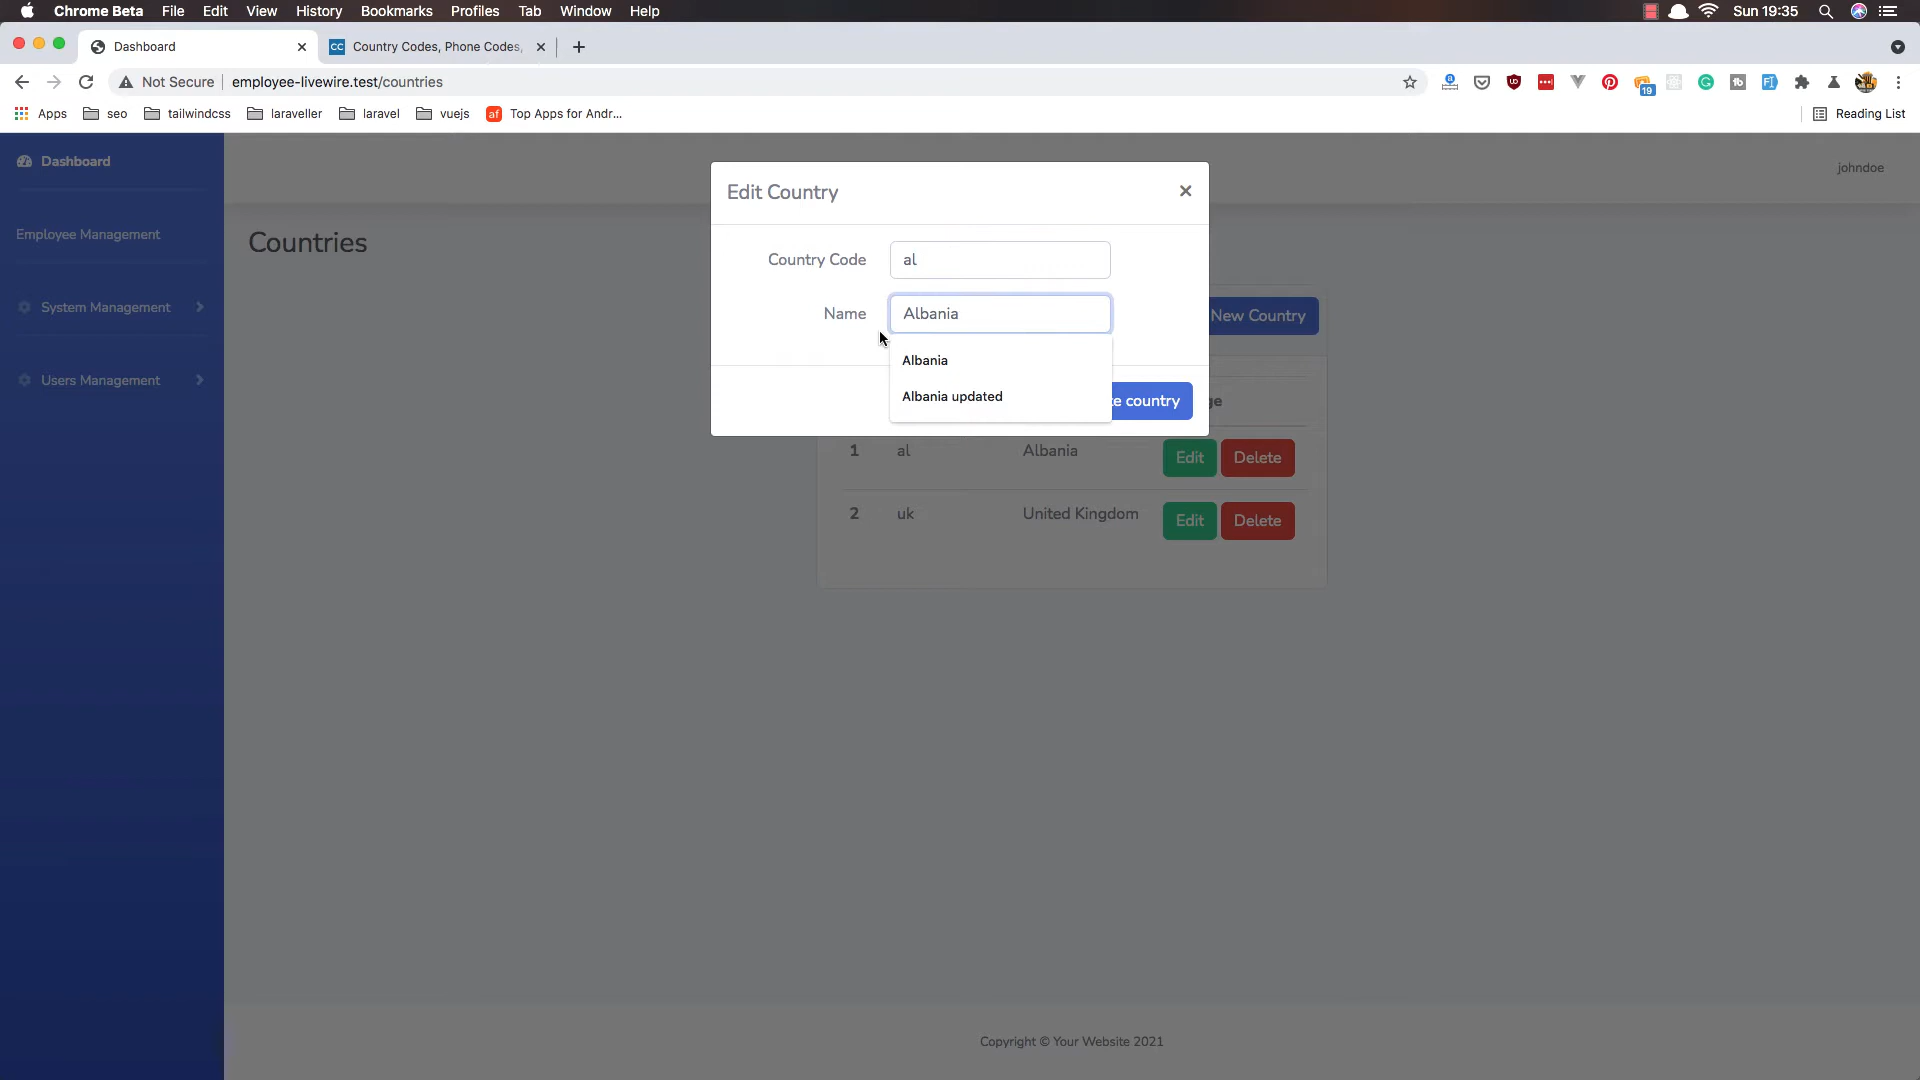 Chrome Beta File Edit View History Bookmarks Profiles Tab Window Help Sun 19:35
Dashboard
CC Country Codes, Phone Codes,
Not Secure employee-livewire.test/countries
19
Apps seo tailwindcss laraveller laravel vuejs af Top Apps for Andr... Reading List
Dashboard
johndoe
Edit Country
Employee Management
Countries
Country Code al
System Management
Name Albania
New Country
Albania
Users Management
Albania updated
country
1 al Albania Edit Delete
2 uk United Kingdom Edit Delete
Copyright © Your Website 2021